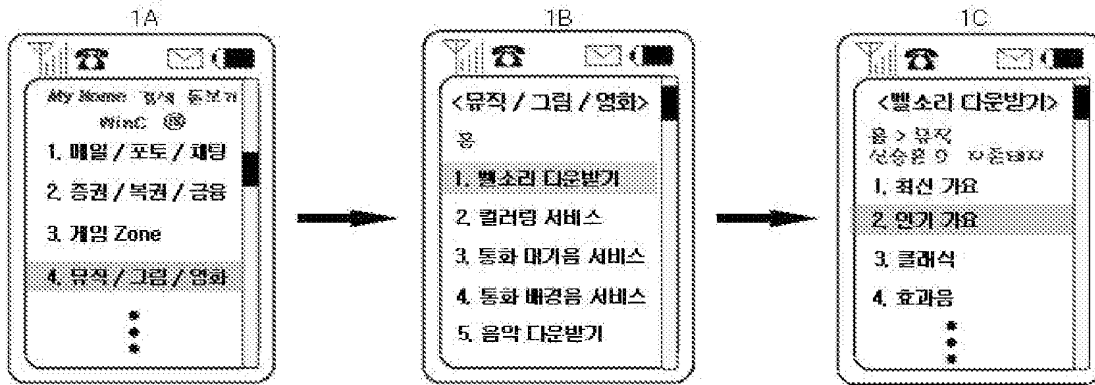 1A
My Home 검색 돋보기
WinC
1. 메일 / 포토 / 채팅
2. 증권 / 복권 / 금융
3. 게임 Zone
4. 뮤직 / 그림 / 영화
1B
<뮤직 / 그림 / 영화>
홈
1. 벨소리 다운받기
2. 컬러링 서비스
3. 통화 대기음 서비스
4. 통화 배경음 서비스
5. 음악 다운받기
1C
<벨소리 다운받기>
홈 > 뮤직
1. 최신 가요
2. 인기 가요
3. 클래식
4. 효과음